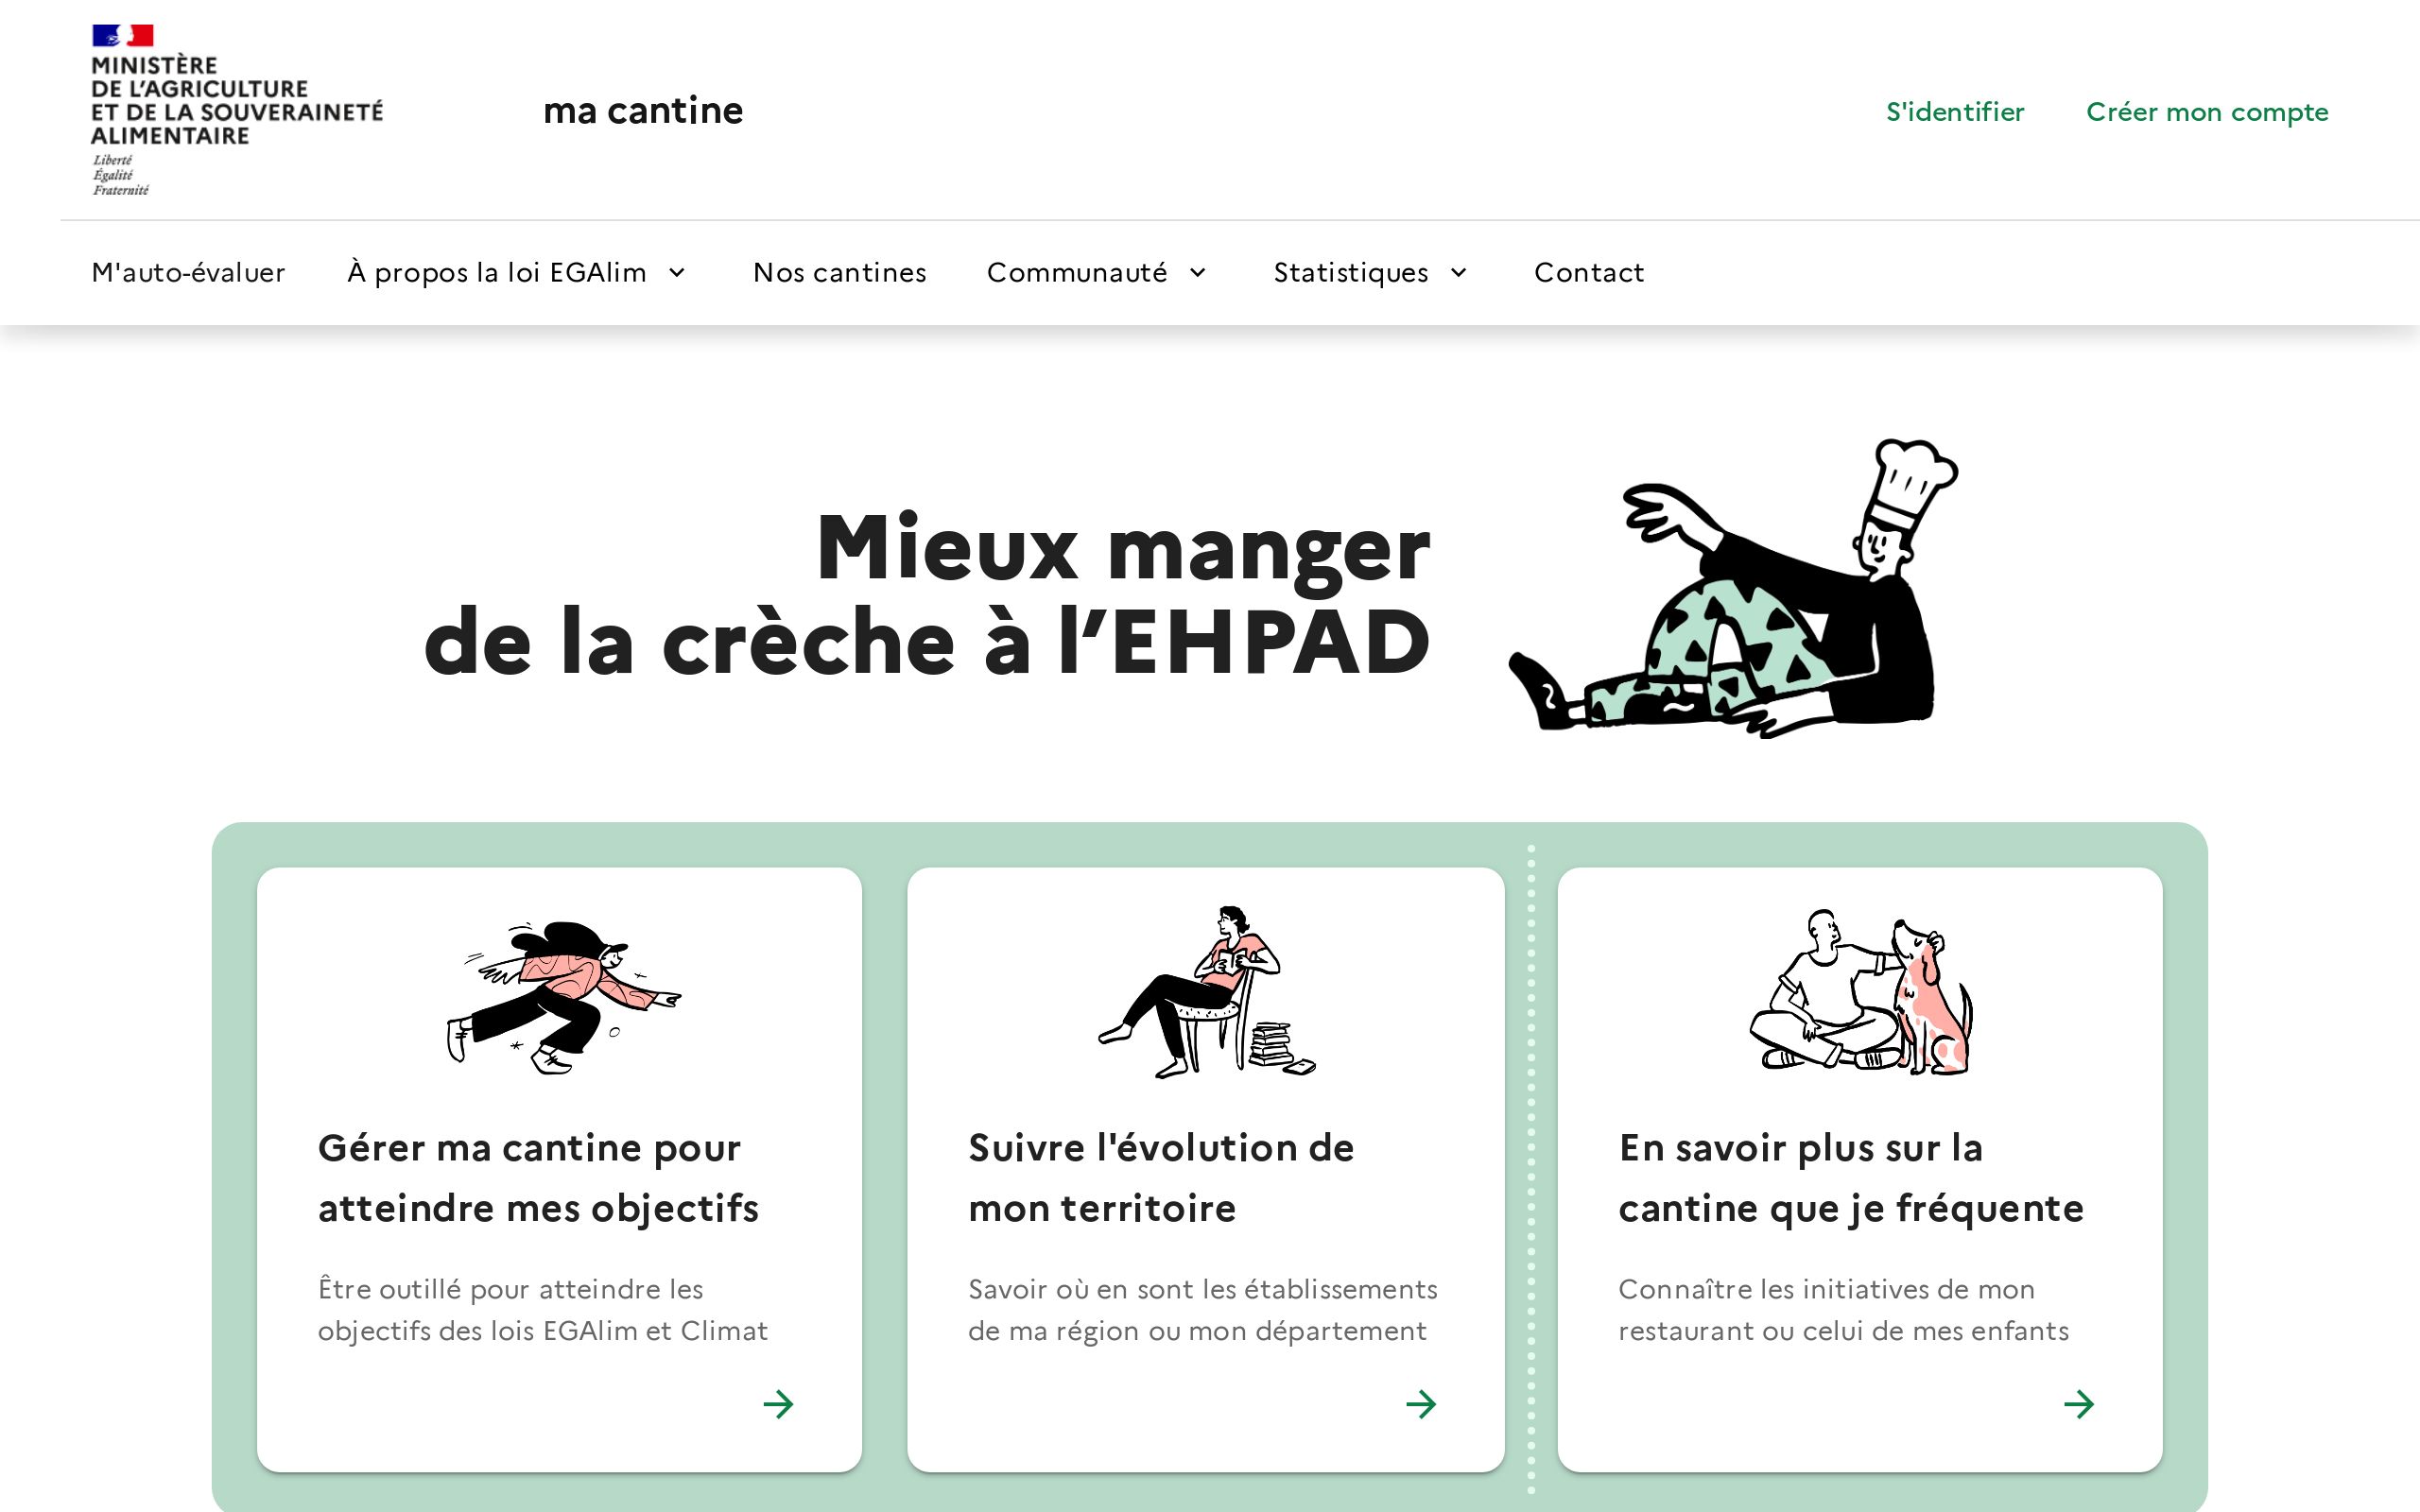 MINISTÈRE
DE L'AGRICULTURE
ET DE LA SOUVERAINETÉ
ALIMENTAIRE
Liberté
Égalité
Fraternité
ma cantine
S'identifier
Créer mon compte
M'auto-évaluer
À propos la loi EGAlim
Nos cantines
Communauté
Statistiques
Contact
Mieux manger
de la crèche à l’EHPAD
Gérer ma cantine pour
atteindre mes objectifs
Être outillé pour atteindre les
objectifs des lois EGAlim et Climat
Suivre l'évolution de
mon territoire
Savoir où en sont les établissements
de ma région ou mon département
En savoir plus sur la
cantine que je fréquente
Connaître les initiatives de mon
restaurant ou celui de mes enfants